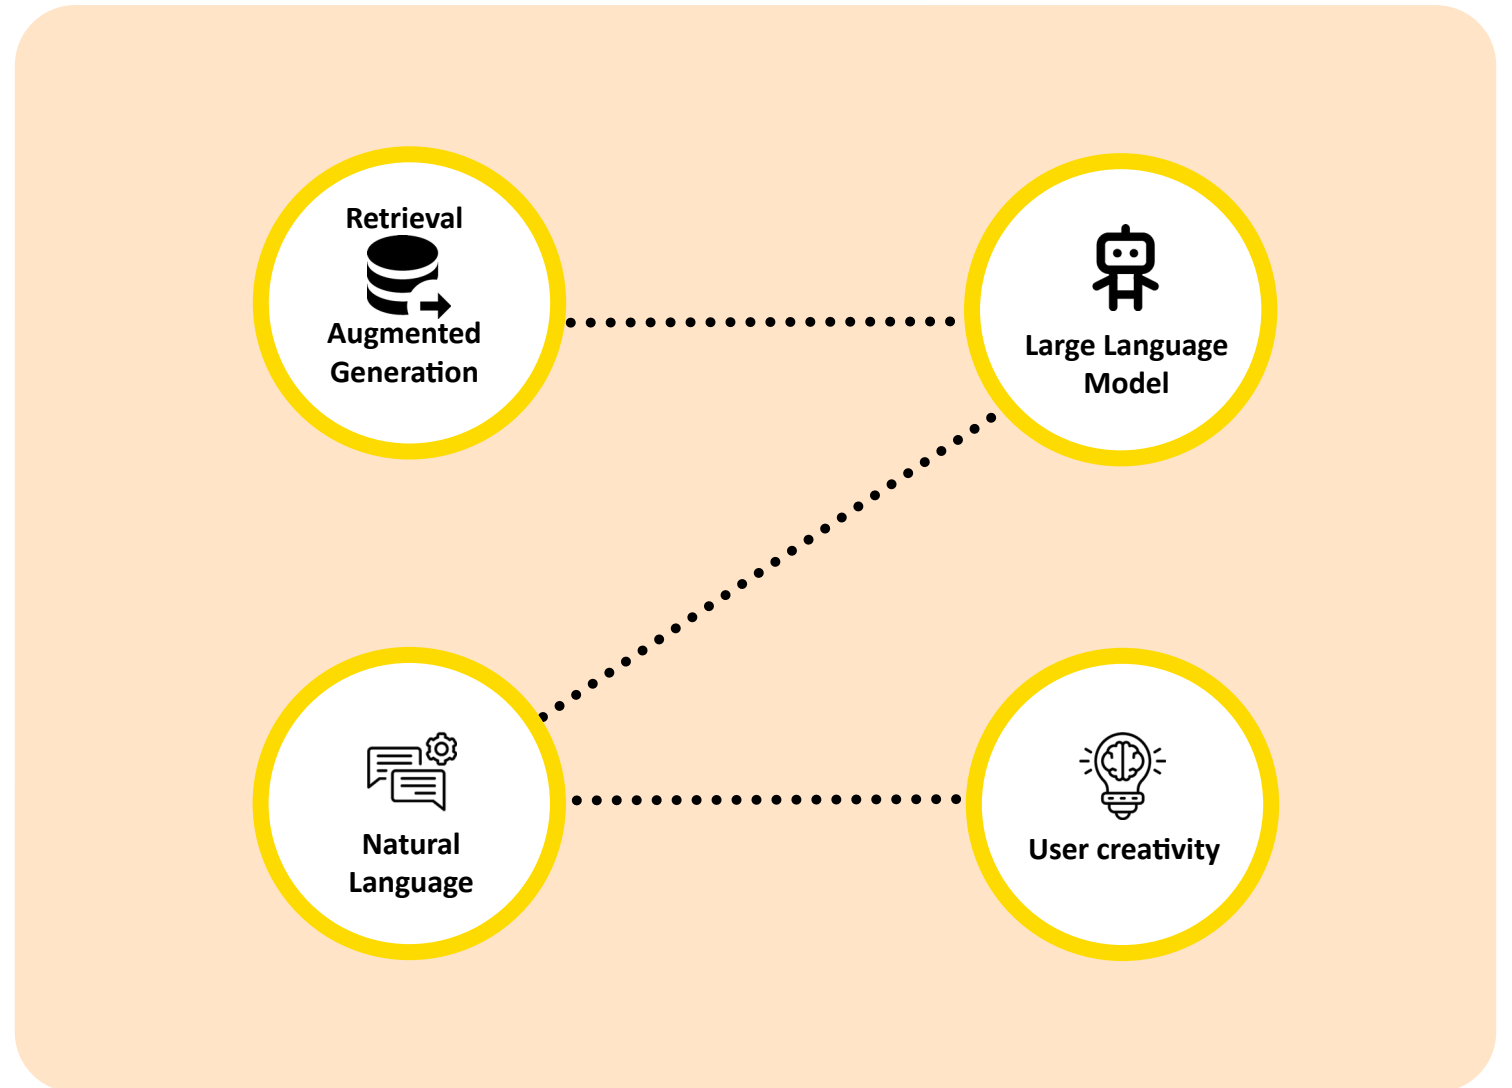 Retrieval
Augmented
Generation
Large Language
Model
Natural
Language
User creativity